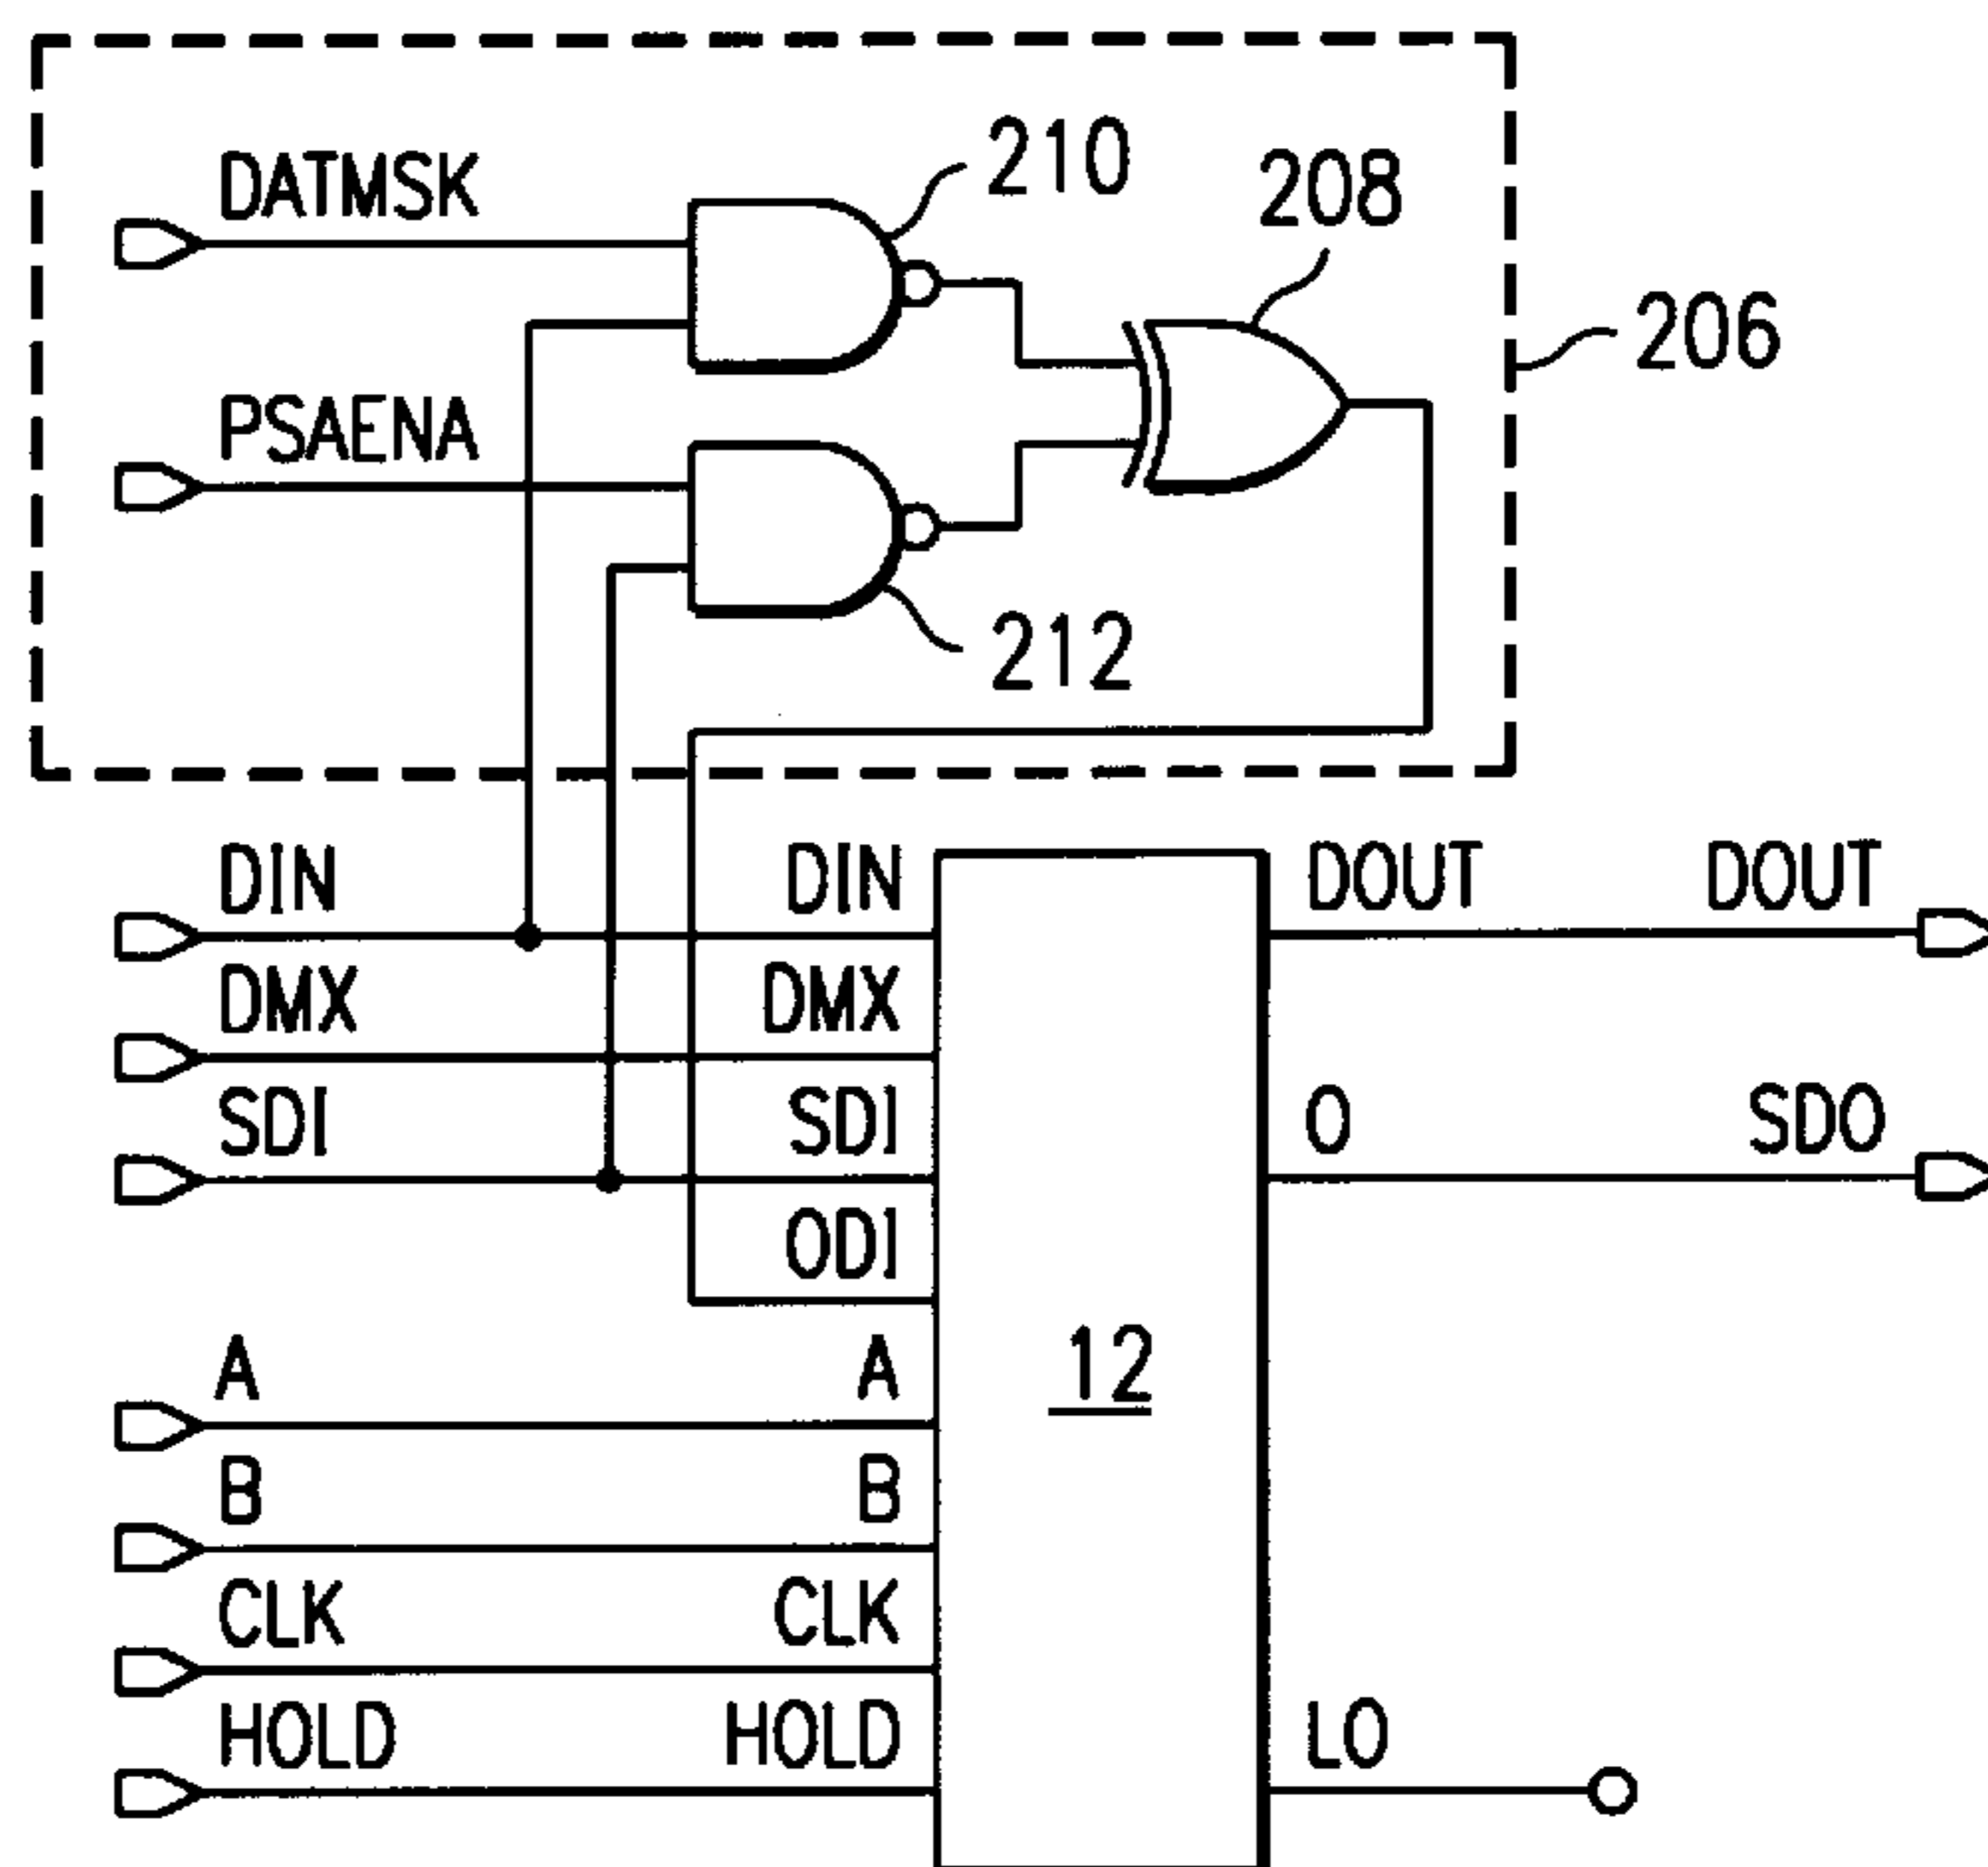 DATMSK
210
208
206
PSAENA
212
DIN DIN DOUT DOUT
DMX DMX
SDI SDI O SDO
ODI
12
A A
B B
CLK CLK
HOLD HOLD LO